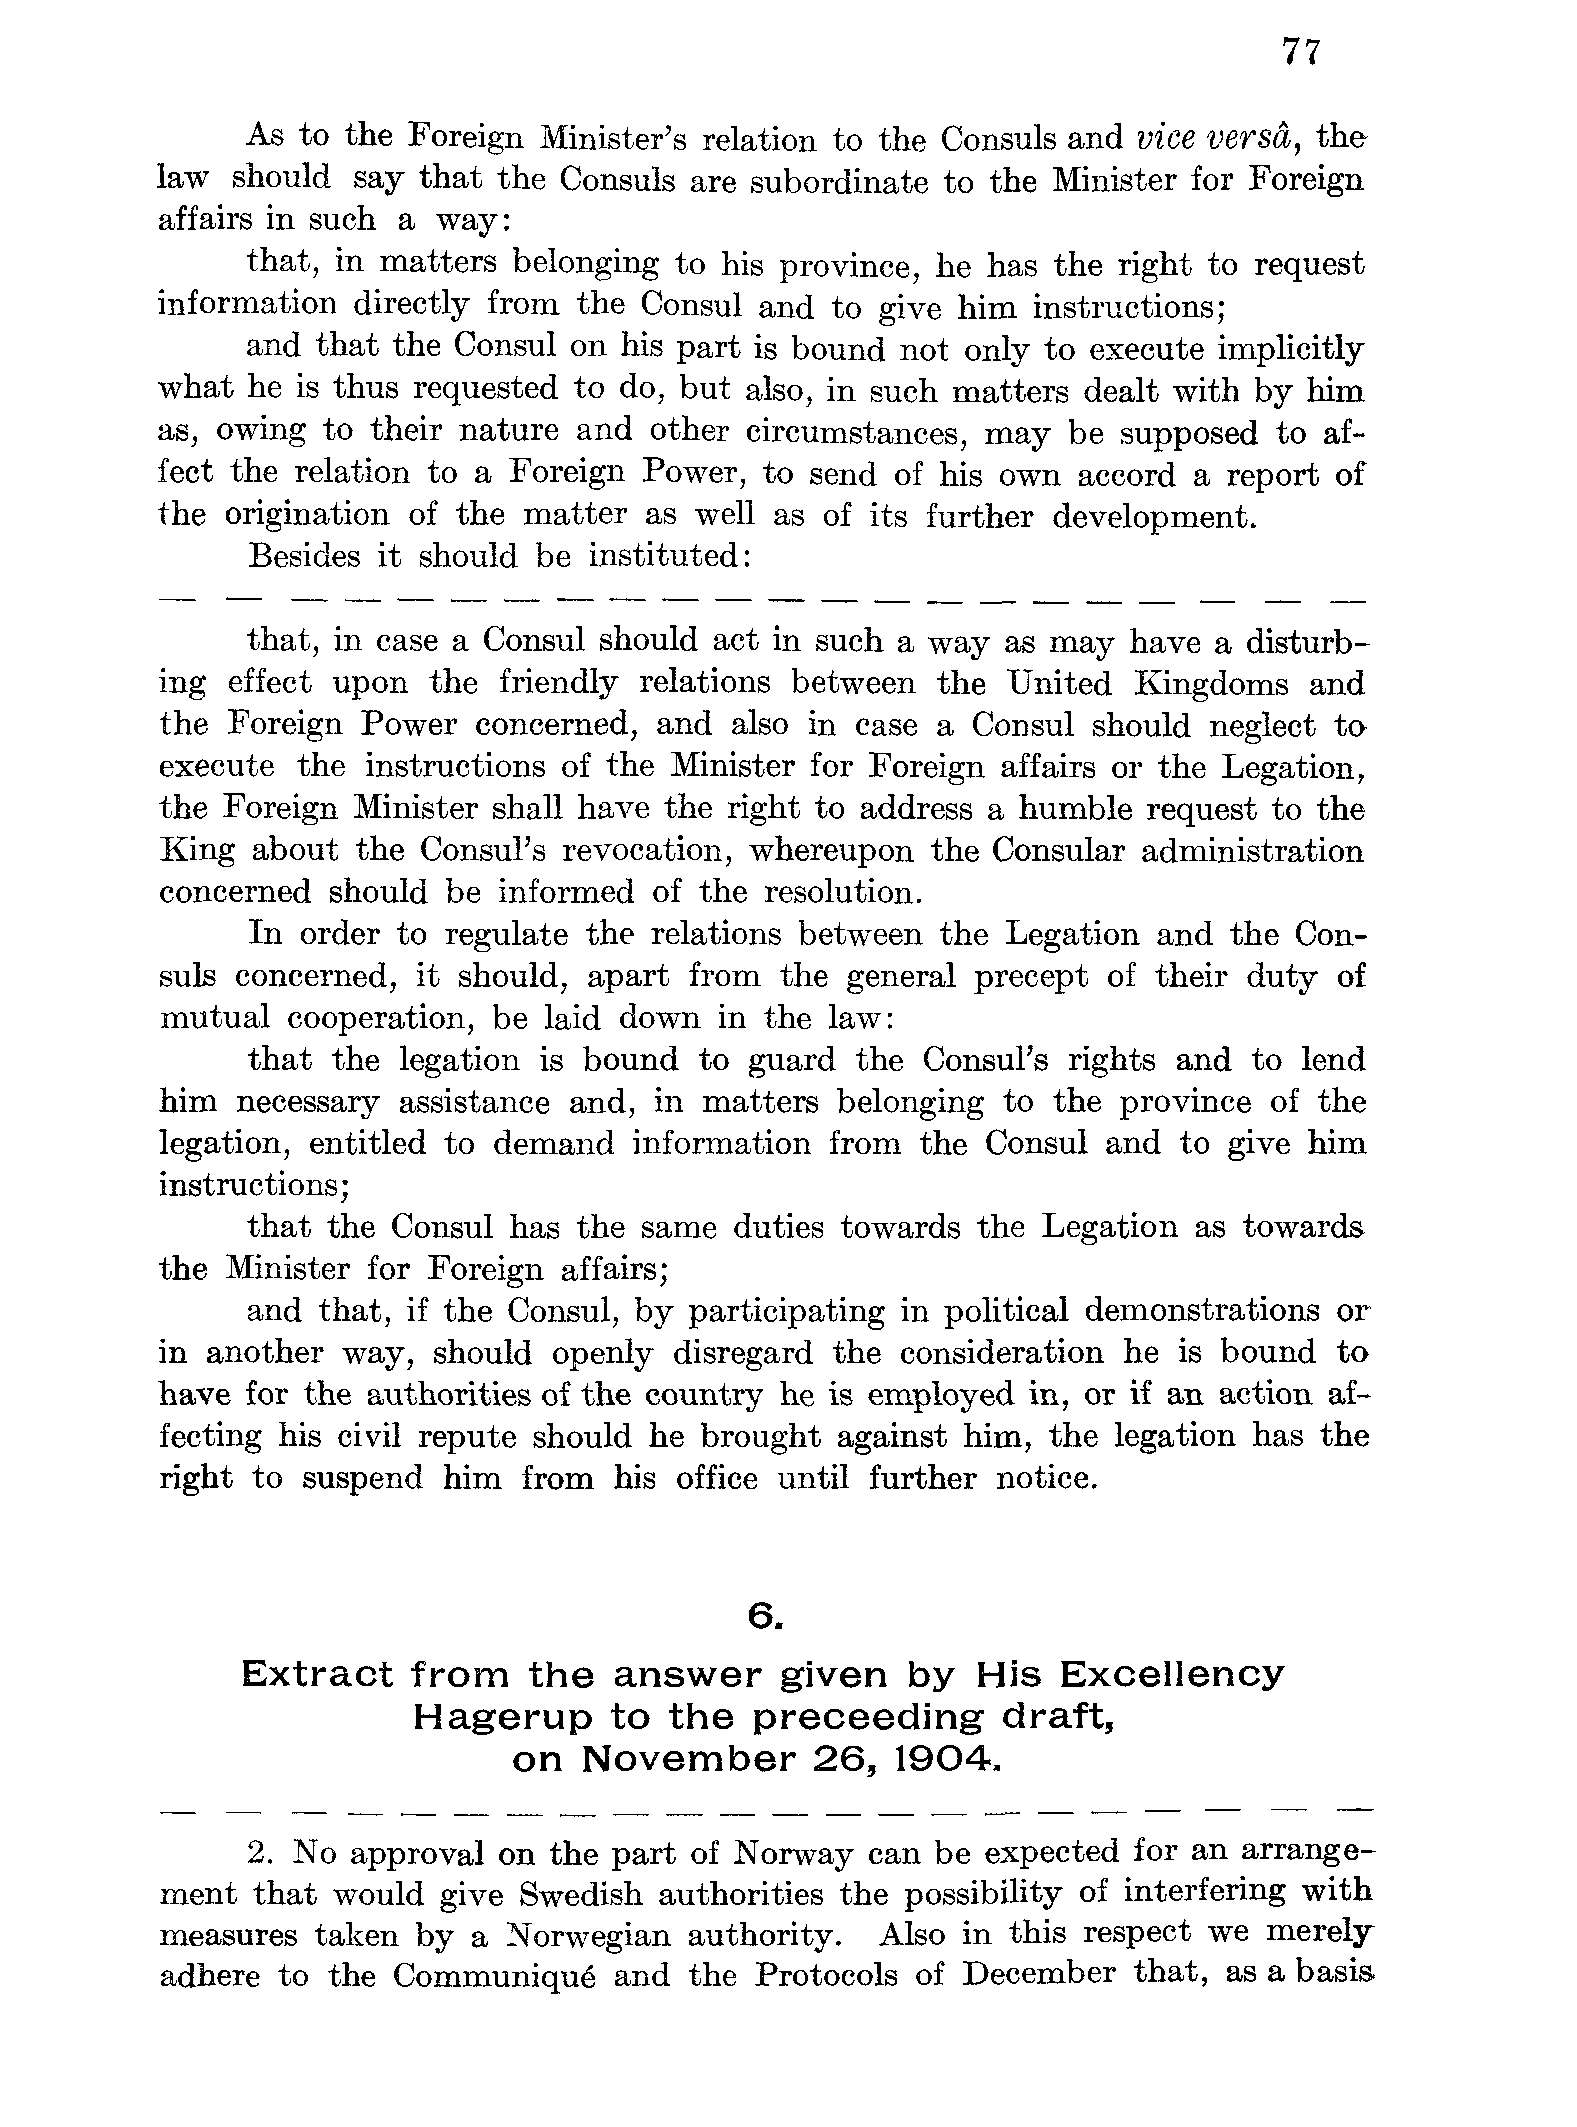 77
As to the Foreign Minister's relation to the Consuls and vice versâ, the
law should say that the Consuls are subordinate to the Minister for Foreign
affairs in such a way:
that, in matters belonging to his province, he has the right to request
information directly from the Consul and to give him instructions;
and that the Consul on his part is bound not only to execute implicitly
what he is thus requested to do, but also, in such matters dealt with by him
as, owing to their nature and other circumstances, may be supposed to af-
fect the relation to a Foreign Power, to send of his own accord a report of
the origination of the matter as well as of its further development.
Besides it should be instituted:
— — — — — — — — — — — — — — — — — — — — — —
that, in case a Consul should act in such a way as may have a disturb-
ing effect upon the friendly relations between the United Kingdoms and
the Foreign Power concerned, and also in case a Consul should neglect to
execute the instructions of the Minister for Foreign affairs or the Legation,
the Foreign Minister shall have the right to address a humble request to the
King about the Consul's revocation, whereupon the Consular administration
concerned should be informed of the resolution.
In order to regulate the relations between the Legation and the Con-
suls concerned, it should, apart from the general precept of their duty of
mutual cooperation, be laid down in the law:
that the legation is bound to guard the Consul's rights and to lend
him necessary assistance and, in matters belonging to the province of the
legation, entitled to demand information from the Consul and to give him
instructions;
that the Consul has the same duties towards the Legation as towards
the Minister for Foreign affairs;
and that, if the Consul, by participating in political demonstrations or
in another way, should openly disregard the consideration he is bound to
have for the authorities of the country he is employed in, or if an action af-
fecting his civil repute should he brought against him, the legation has the
right to suspend him from his office until further notice.
6.
Extract from the answer given by His Excellency
Hagerup to the preceeding draft,
on November 26, 1904.
— — — — — — — — — — — — — — — — — — — — — —
2. No approval on the part of Norway can be expected for an arrange-
ment that would give Swedish authorities the possibility of interfering with
measures taken by a Norwegian authority. Also in this respect we merely
adhere to the Communiqué and the Protocols of December that, as a basis